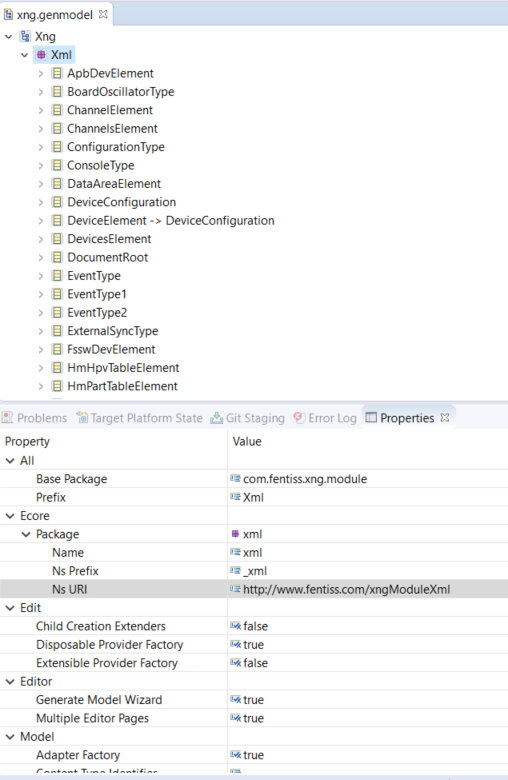 xng.genmodel
Xng
Xml
ApbDevElement
BoardOscillatorType
ChannelElement
ChannelsElement
ConfigurationType
ConsoleType
DataAreaElement
DeviceConfiguration
DeviceElement -> DeviceConfiguration
DevicesElement
DocumentRoot
EventType
EventType1
EventType2
ExternalSyncType
FsswDevElement
HmHpvTableElement
HmPartTableElement
Problems Target Platform State Git Staging Error Log Properties
Property Value
All
Base Package com.fentiss.xng.module
Prefix Xml
Ecore
Package xml
Name xml
Ns Prefix _xml
Ns URI http://www.fentiss.com/xngModuleXml
Edit
Child Creation Extenders false
Disposable Provider Factory true
Extensible Provider Factory false
Editor
Generate Model Wizard true
Multiple Editor Pages true
Model
Adapter Factory true
Content Type Identifier